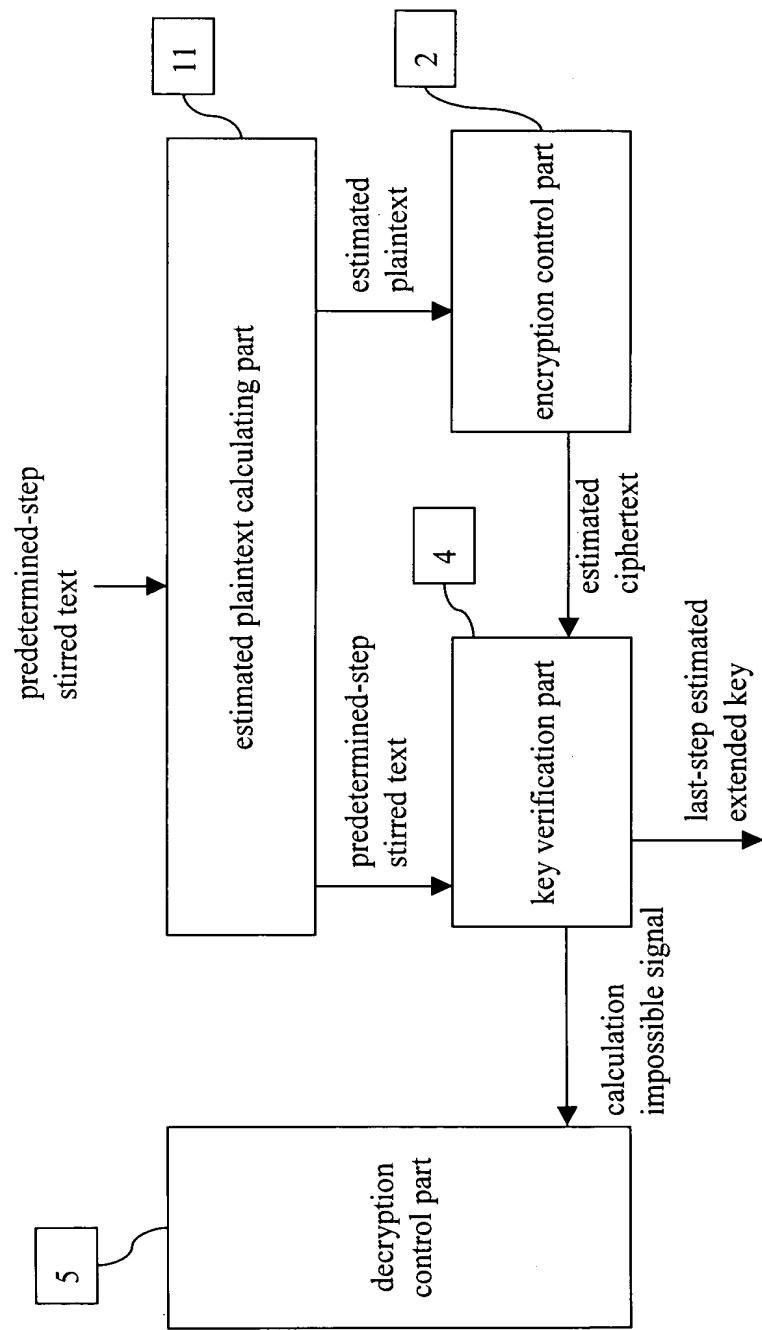 predetermined-step
stirred text
11
estimated plaintext calculating part
predetermined-step
stirred text
estimated
plaintext
5
decryption
control part
4
key verification part
2
encryption control part
calculation
impossible signal
estimated
ciphertext
last-step estimated
extended key